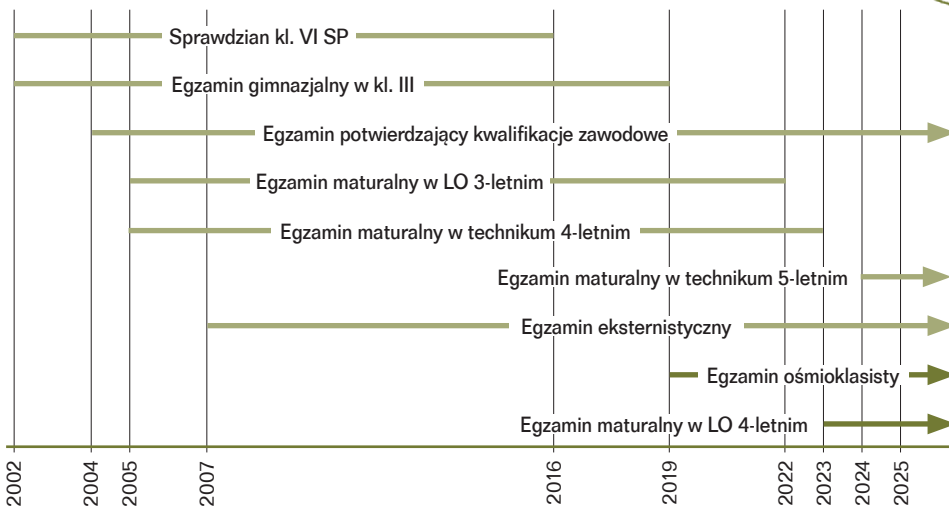 Sprawdzian kl. VI SP
Egzamin gimnazjalny w kl. III
Egzamin potwierdzający kwalifikacje zawodowe
Egzamin maturalny w LO 3-letnim
Egzamin maturalny w technikum 4-letnim
Egzamin maturalny w technikum 5-letnim
Egzamin eksternistyczny
Egzamin ośmioklasisty
Egzamin maturalny w LO 4-letnim
2002
2004
2005
2007
2016
2019
2022
2023
2024
2025